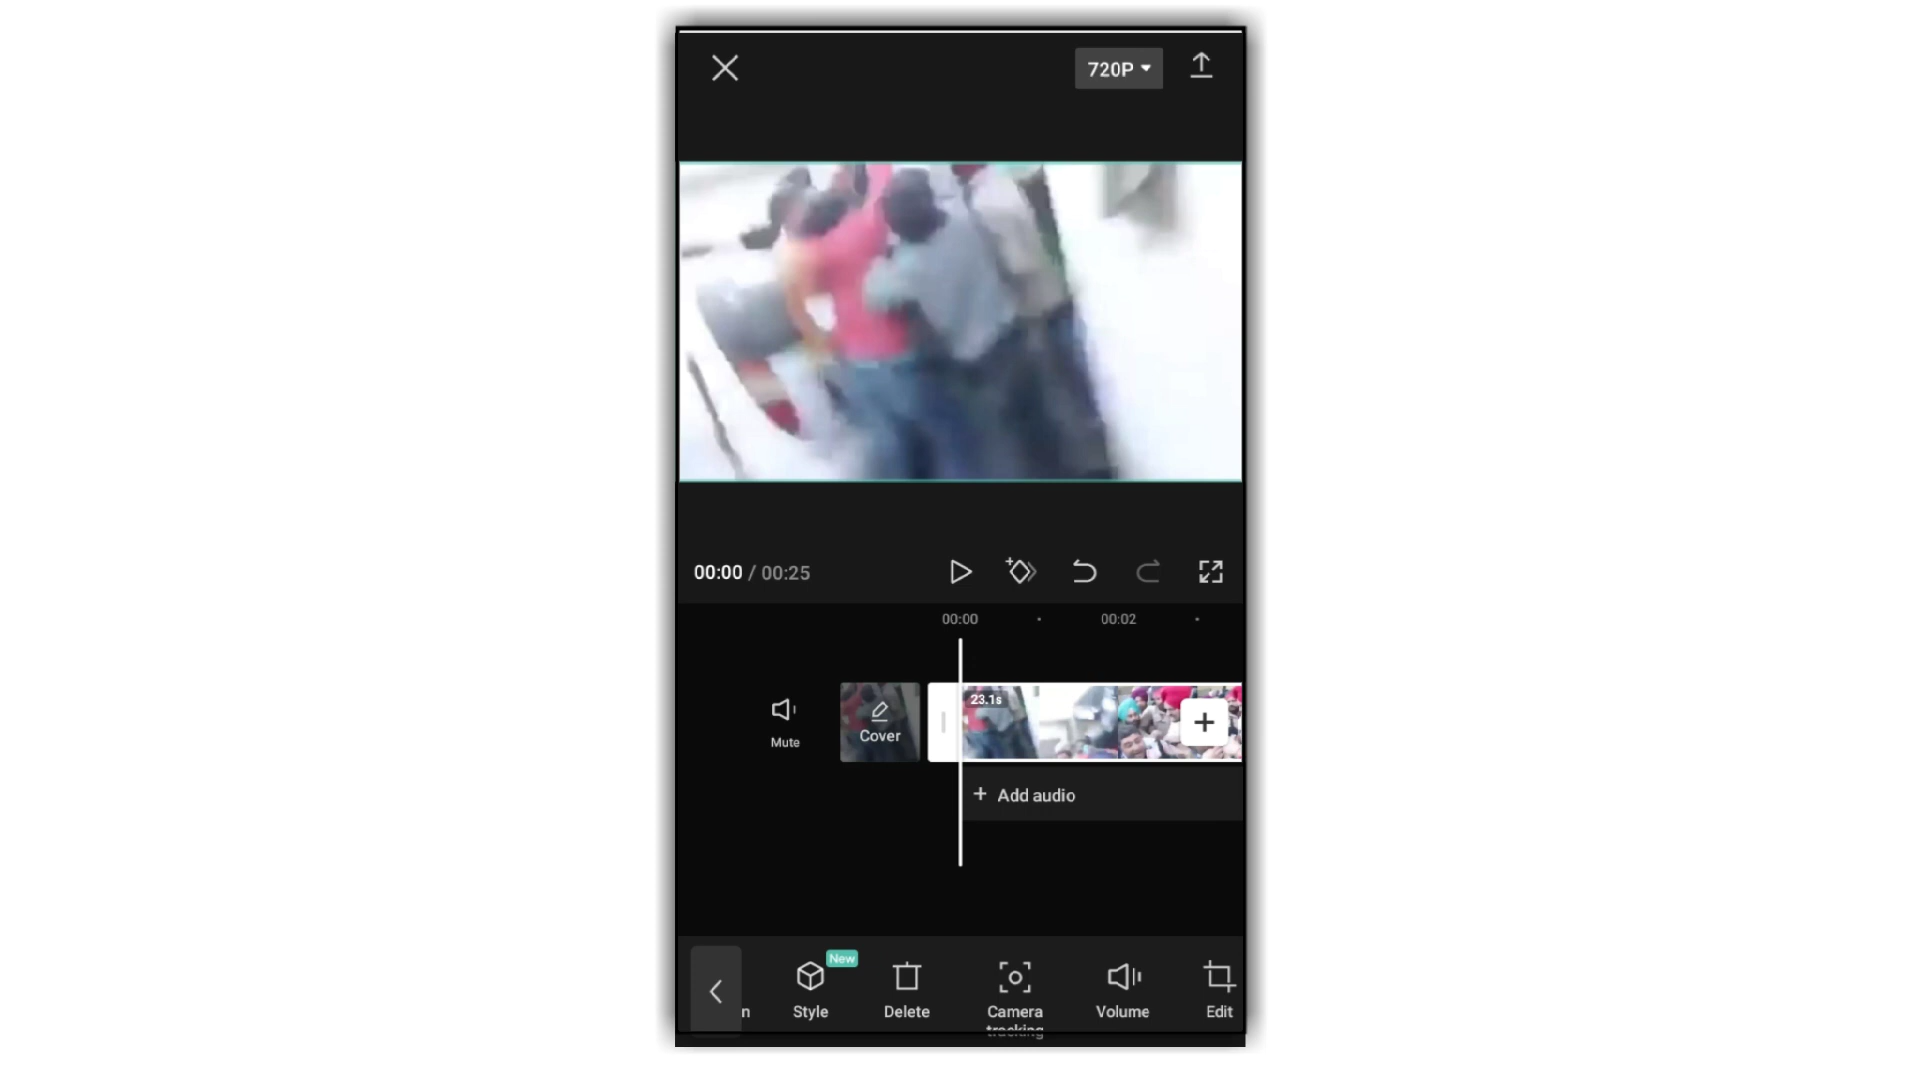 720P
00:00 / 00:25
00:00 00:02
23.1s
Mute
Cover
+ Add audio
New
n Style Delete Camera tracking Volume Edit